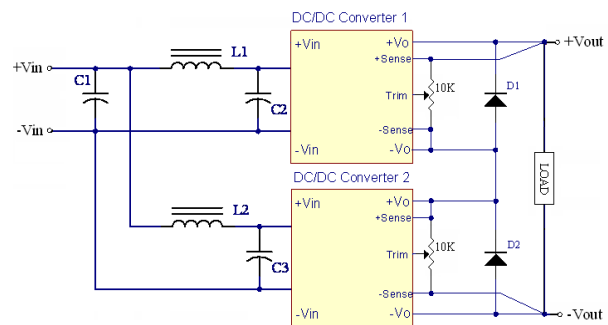 DC/DC Converter 1
+Vin
C1
L1
C2
+Vin
-Vin
+Vo
+Sense
Trim
-Sense
-Vo
10K
D1
+Vout
-Vin
LOAD
DC/DC Converter 2
L2
C3
+Vin
-Vin
+Vo
+Sense
Trim
-Sense
-Vo
10K
D2
-Vout